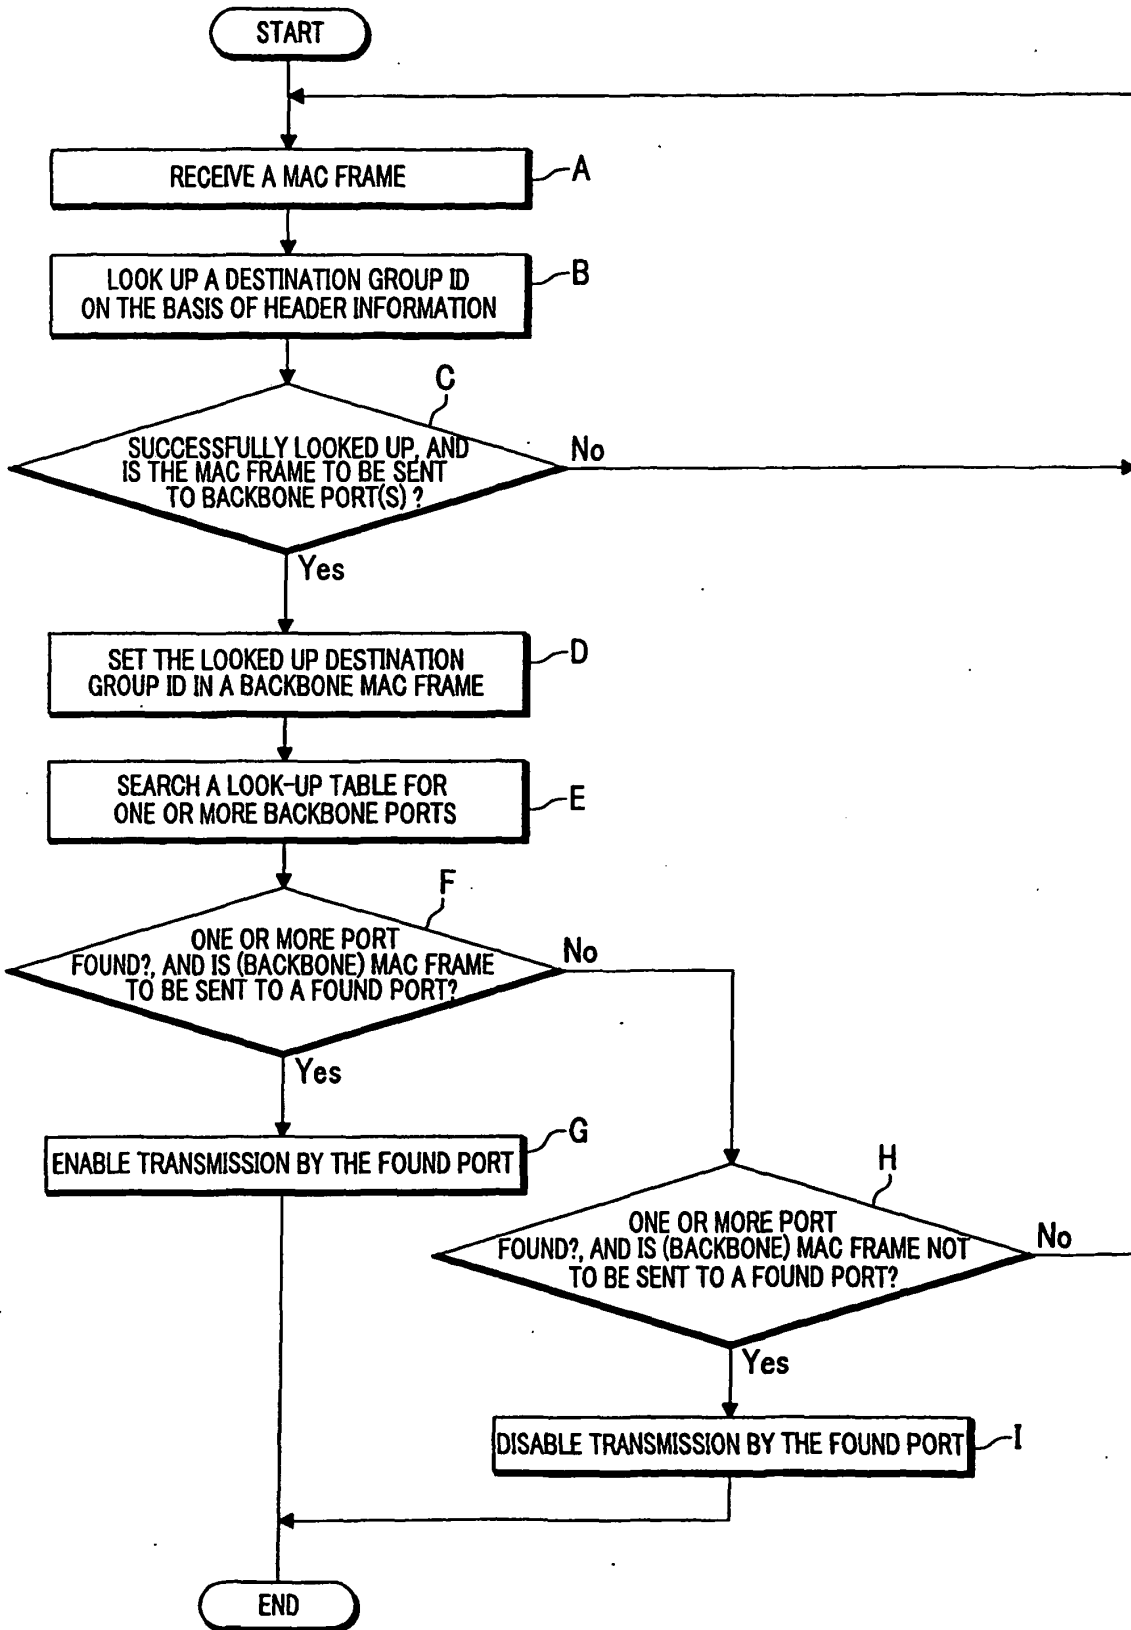 START
RECEIVE A MAC FRAME
A
LOOK UP A DESTINATION GROUP ID
ON THE BASIS OF HEADER INFORMATION
B
C
SUCCESSFULLY LOOKED UP, AND
IS THE MAC FRAME TO BE SENT
TO BACKBONE PORT(S) ?
No
Yes
SET THE LOOKED UP DESTINATION
GROUP ID IN A BACKBONE MAC FRAME
D
SEARCH A LOOK-UP TABLE FOR
ONE OR MORE BACKBONE PORTS
E
F
ONE OR MORE PORT
FOUND?, AND IS (BACKBONE) MAC FRAME
TO BE SENT TO A FOUND PORT?
No
Yes
ENABLE TRANSMISSION BY THE FOUND PORT
G
H
ONE OR MORE PORT
FOUND?, AND IS (BACKBONE) MAC FRAME NOT
TO BE SENT TO A FOUND PORT?
No
Yes
DISABLE TRANSMISSION BY THE FOUND PORT
I
END